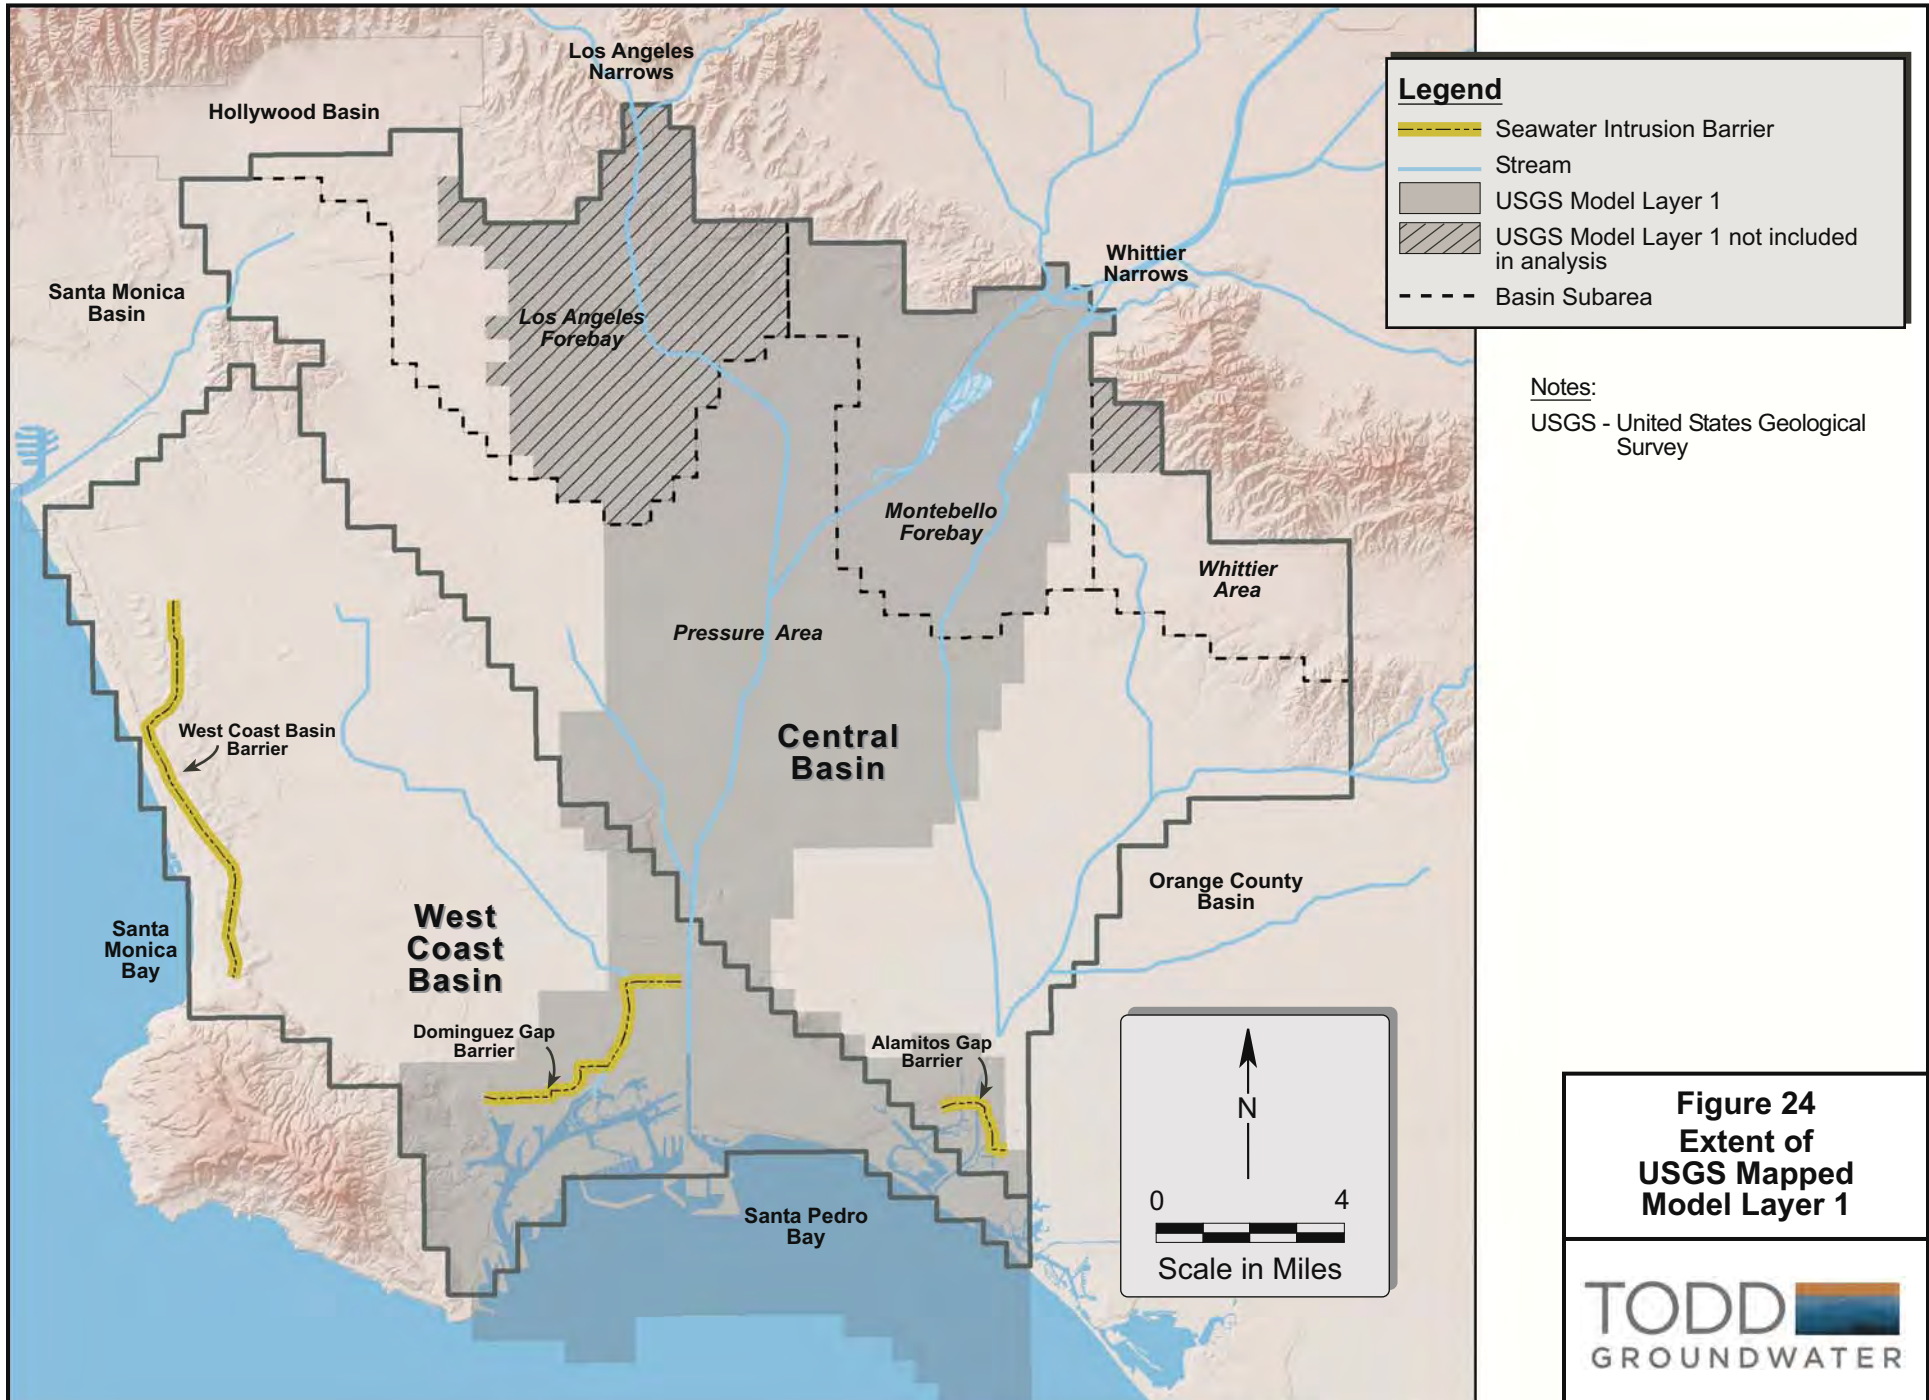 Los Angeles
Narrows
Hollywood Basin
Legend
Seawater Intrusion Barrier
Stream
USGS Model Layer 1
USGS Model Layer 1 not included
in analysis
Basin Subarea
Whittier
Narrows
Santa Monica
Basin
Los Angeles
Forebay
Notes:
USGS - United States Geological
Survey
Montebello
Forebay
Whittier
Area
Pressure Area
West Coast Basin
Barrier
Central
Basin
Orange County
Basin
West
Coast
Basin
Santa
Monica
Bay
Dominguez Gap
Barrier
Alamitos Gap
Barrier
N
0 4
Scale in Miles
Santa Pedro
Bay
Figure 24
Extent of
USGS Mapped
Model Layer 1
TODD
GROUNDWATER